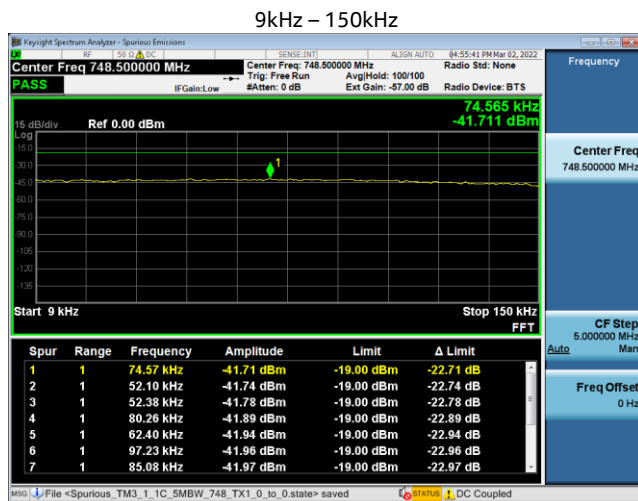 9kHz – 150kHz
Keysight Spectrum Analyzer - Spurious Emissions
LXI RF 50 Ω DC SENSE:INT ALIGN AUTO 04:55:41 PM Mar 02, 2022
Center Freq 748.500000 MHz
Center Freq: 748.500000 MHz Radio Std: None
Trig: Free Run Avg|Hold: 100/100
PASS IFGain:Low #Atten: 0 dB Ext Gain: -57.00 dB Radio Device: BTS
74.565 kHz
15 dB/div Ref 0.00 dBm -41.711 dBm
Log
-15.0
-30.0
1
-45.0
-60.0
-75.0
-90.0
-105
-120
-135
Start 9 kHz Stop 150 kHz
FFT
Spur Range Frequency Amplitude Limit Δ Limit
1 1 74.57 kHz -41.71 dBm -19.00 dBm -22.71 dB
2 1 52.10 kHz -41.74 dBm -19.00 dBm -22.74 dB
3 1 52.38 kHz -41.78 dBm -19.00 dBm -22.78 dB
4 1 80.26 kHz -41.89 dBm -19.00 dBm -22.89 dB
5 1 62.40 kHz -41.94 dBm -19.00 dBm -22.94 dB
6 1 97.23 kHz -41.96 dBm -19.00 dBm -22.96 dB
7 1 85.08 kHz -41.97 dBm -19.00 dBm -22.97 dB
MSG File <Spurious_TM3_1_1C_5MBW_748_TX1_0_to_0.state> saved STATUS DC Coupled
Frequency
Center Freq
748.500000 MHz
CF Step
5.000000 MHz
Auto Man
Freq Offset
0 Hz